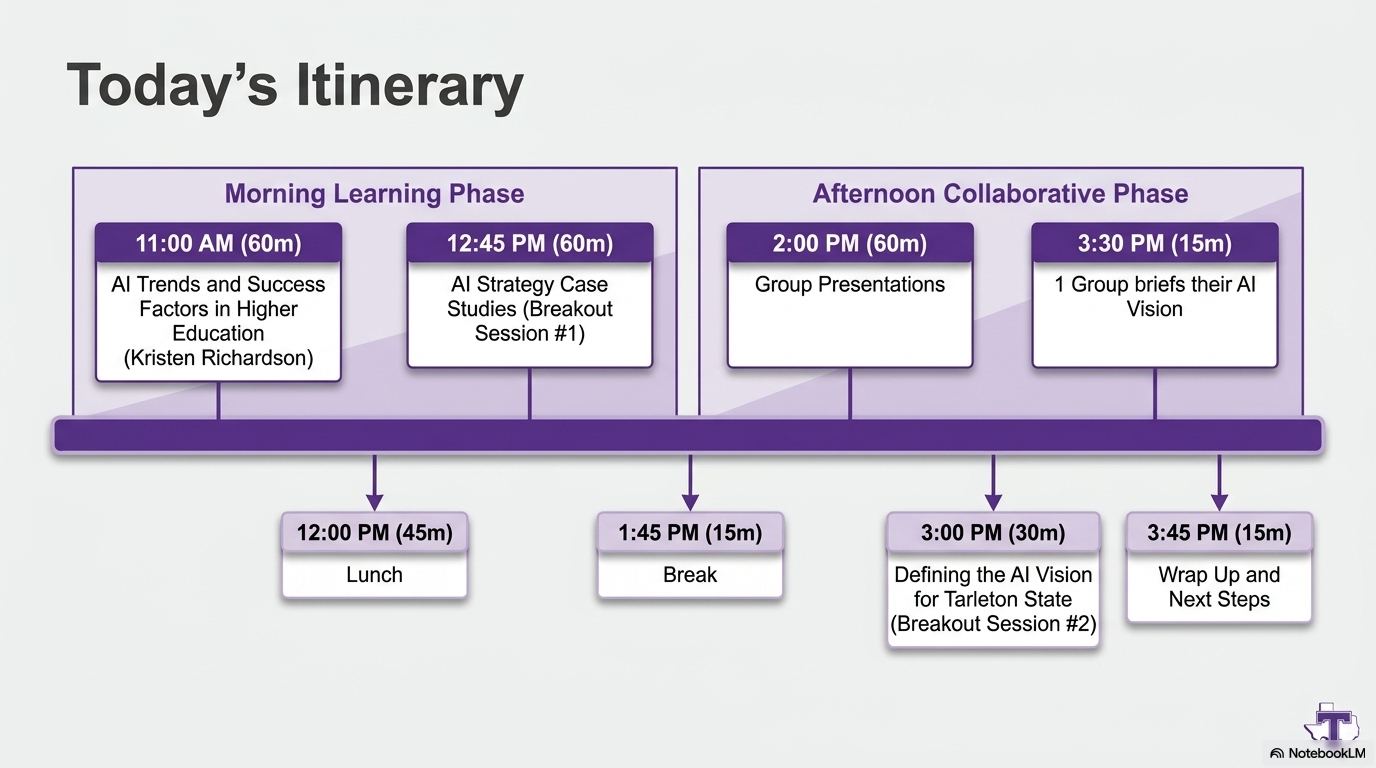 Today's Itinerary
Morning Learning Phase
11:00 AM (60m)
AI Trends and Success
Factors in Higher
Education
(Kristen Richardson)
12:45 PM (60m)
AI Strategy Case
Studies (Breakout
Session #1)
Afternoon Collaborative Phase
2:00 PM (60m)
Group Presentations
3:30 PM (15m)
1 Group briefs their AI
Vision
12:00 PM (45m)
Lunch
1:45 PM (15m)
Break
3:00 PM (30m)
Defining the AI Vision
for Tarleton State
(Breakout Session #2)
3:45 PM (15m)
Wrap Up and
Next Steps
T
NotebookLM